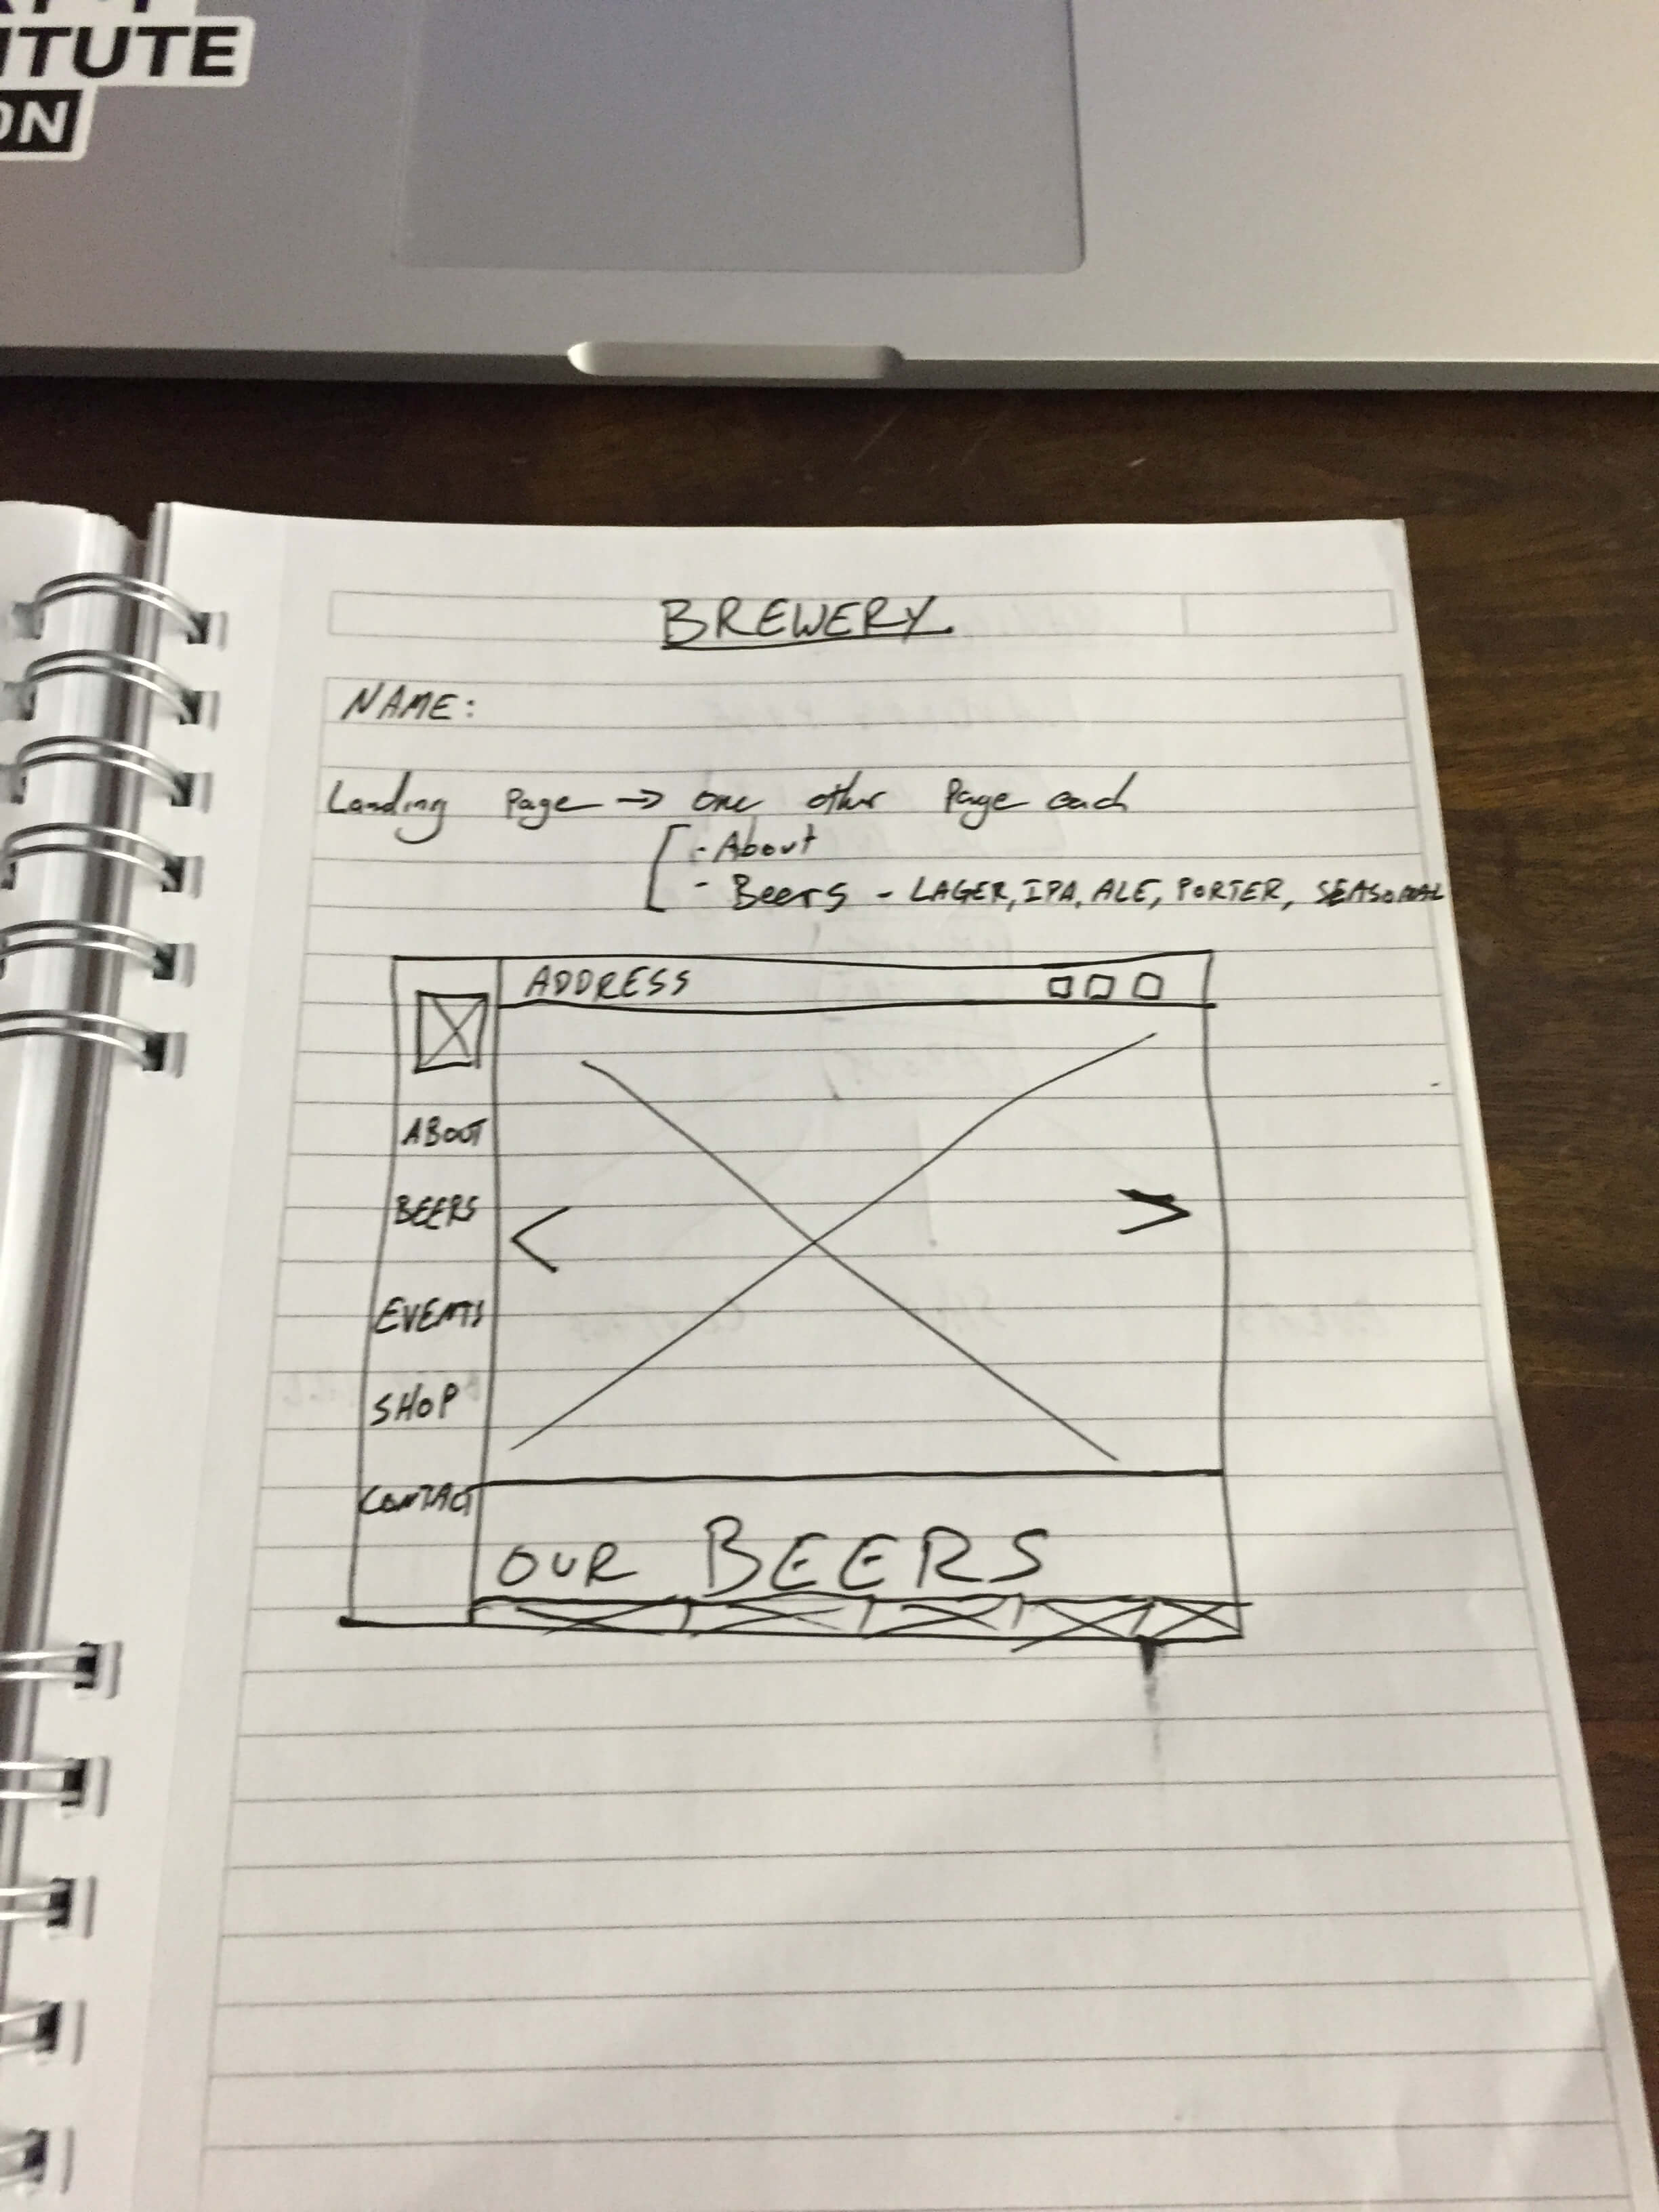 ITUTE
ON
BREWERY.
NAME:
Landing Page → one other Page each
- About
- Beers - LAGER, IPA, ALE, PORTER, SEASONAL
ADDRESS
ABOUT
BEERS
<
>
EVENTS
SHOP
CONTACT
OUR BEERS